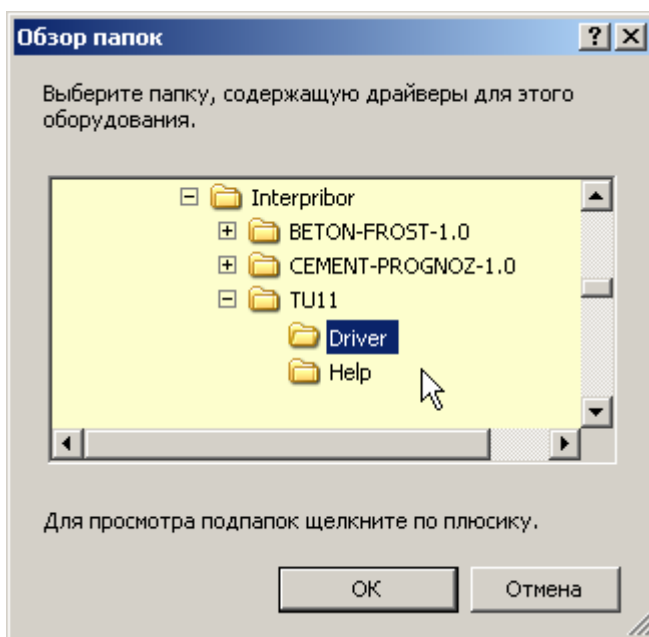 Обзор папок
Выберите папку, содержащую драйверы для этого
оборудования.
Interpribor
BETON-FROST-1.0
CEMENT-PROGNOZ-1.0
TU11
Driver
Help
Для просмотра подпапок щелкните по плюсику.
ОК
Отмена